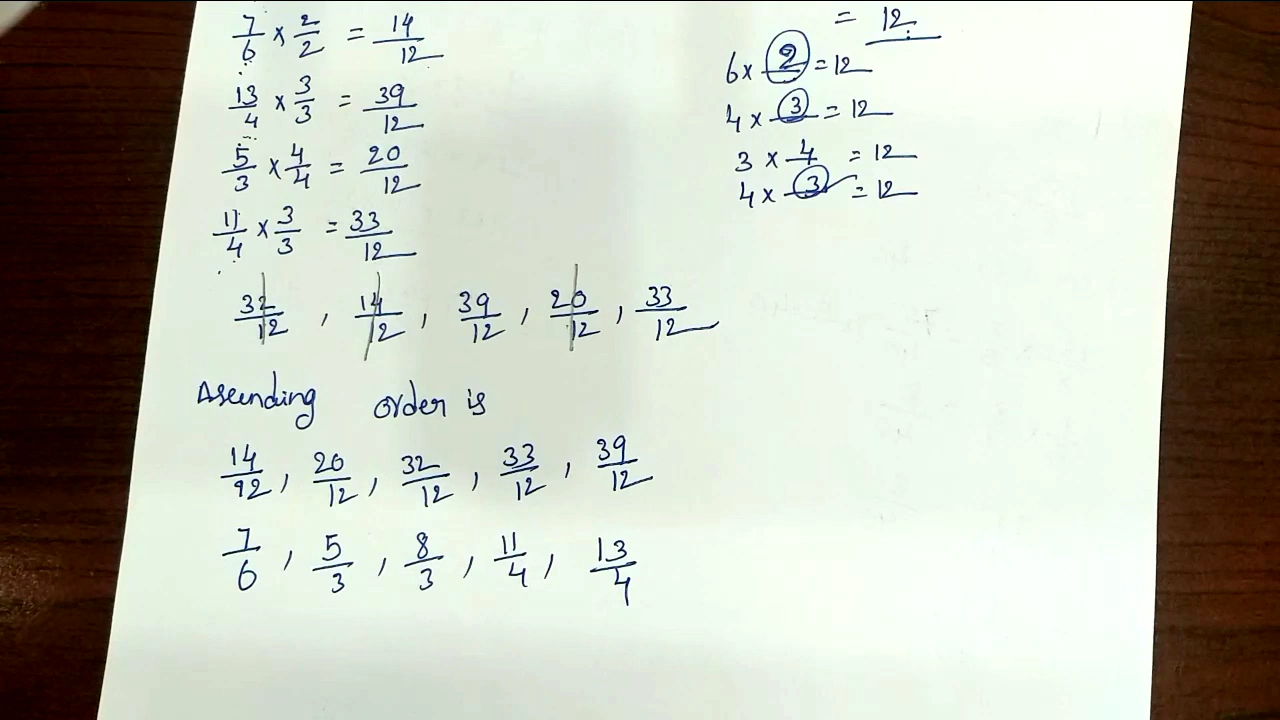 7/6 × 2/2 = 14/12
13/4 × 3/3 = 39/12
5/3 × 4/4 = 20/12
11/4 × 3/3 = 33/12
= 12
6 × 2 = 12
4 × 3 = 12
3 × 4 = 12
4 × 3 = 12
32/12 , 14/12 , 39/12 , 20/12 , 33/12
Ascending order is
14/92 , 20/12 , 32/12 , 33/12 , 39/12
7/6 , 5/3 , 8/3 , 11/4 , 13/4